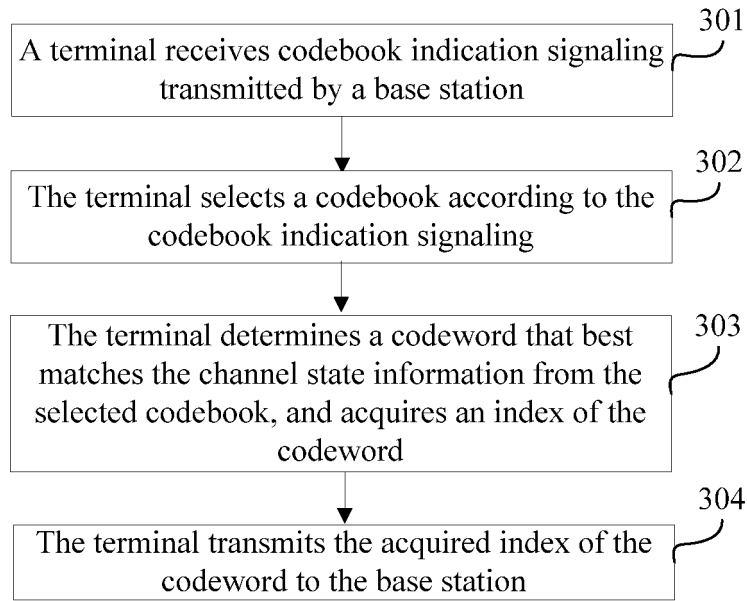 301
A terminal receives codebook indication signaling
transmitted by a base station
302
The terminal selects a codebook according to the
codebook indication signaling
303
The terminal determines a codeword that best
matches the channel state information from the
selected codebook, and acquires an index of the
codeword
304
The terminal transmits the acquired index of the
codeword to the base station